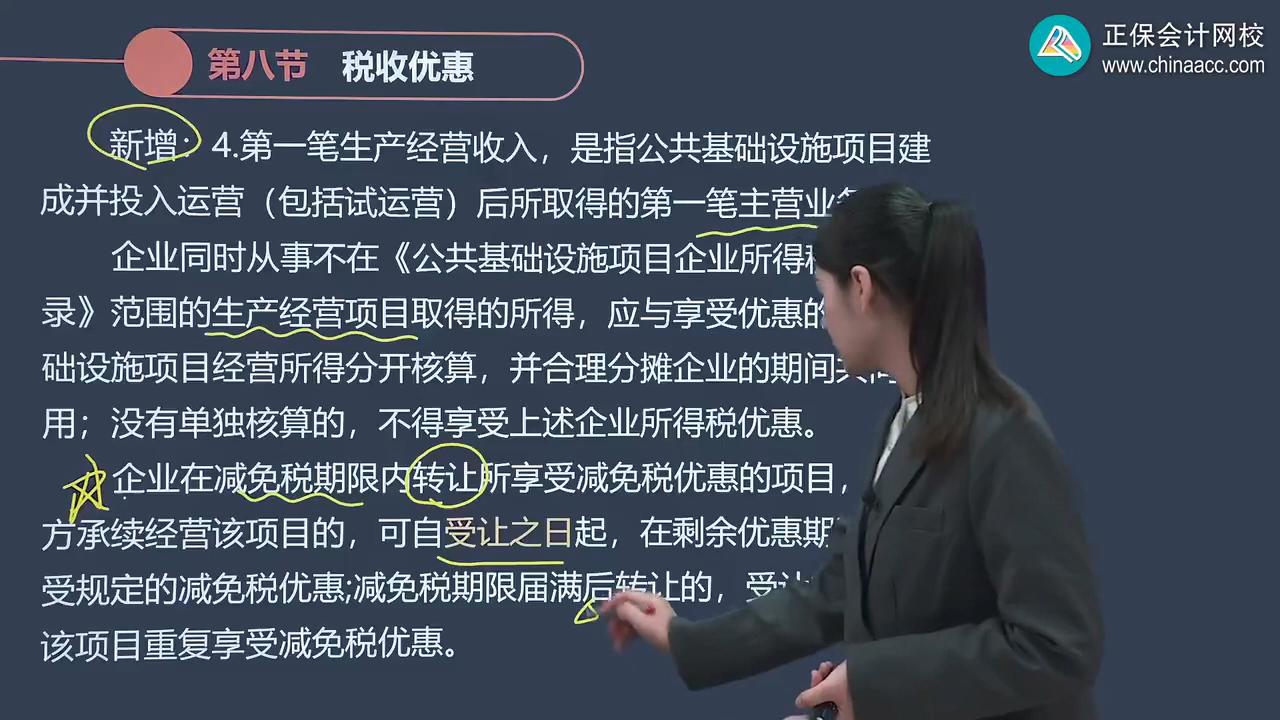 正保会计网校
www.chinaacc.com
第八节 税收优惠
新增：4.第一笔生产经营收入，是指公共基础设施项目建
成并投入运营（包括试运营）后所取得的第一笔主营业
企业同时从事不在《公共基础设施项目企业所得
录》范围的生产经营项目取得的所得，应与享受优惠的
础设施项目经营所得分开核算，并合理分摊企业的期间共
用；没有单独核算的，不得享受上述企业所得税优惠。
企业在减免税期限内转让所享受减免税优惠的项目，
方承续经营该项目的，可自受让之日起，在剩余优惠期
受规定的减免税优惠;减免税期限届满后转让的，受
该项目重复享受减免税优惠。